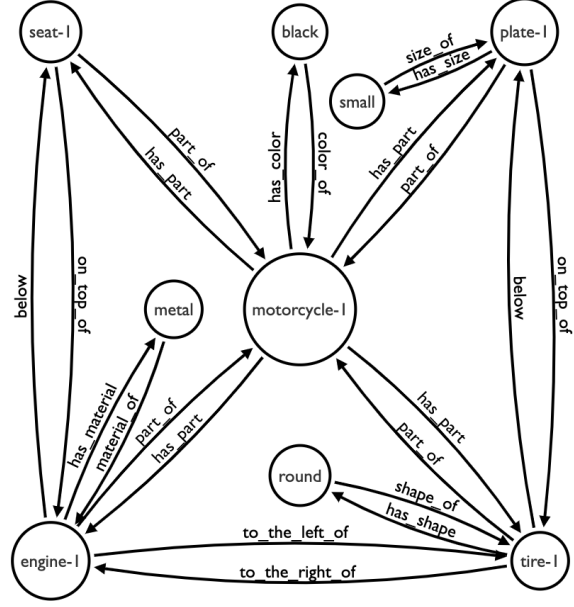 seat-1
black
plate-1
size_of
has_size
small
part_of
has_part
has_color
color_of
has_part
part_of
below
on_top_of
metal
motorcycle-1
below
on_top_of
has_material
material_of
part_of
has_part
has_part
part_of
round
shape_of
has_shape
to_the_left_of
engine-1
tire-1
to_the_right_of